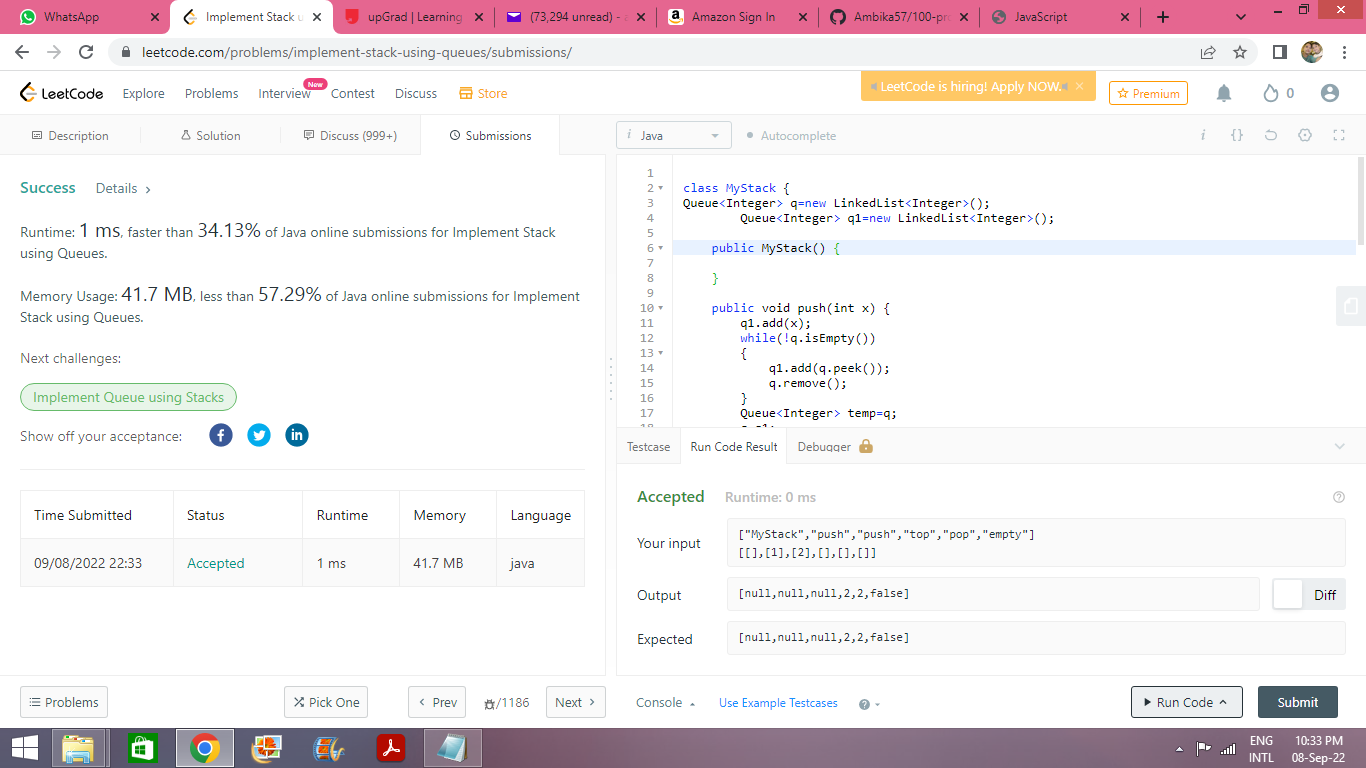 WhatsApp
Implement Stack u
upGrad | Learning
(73,294 unread) - a
Amazon Sign In
Ambika57/100-pr
JavaScript
leetcode.com/problems/implement-stack-using-queues/submissions/
LeetCode
Explore
Problems
Interview
New
Contest
Discuss
Store
LeetCode is hiring! Apply NOW.
Premium
0
Description
Solution
Discuss (999+)
Submissions
i Java
Autocomplete
i
{}
Success
Details >
Runtime: 1 ms, faster than 34.13% of Java online submissions for Implement Stack
using Queues.
Memory Usage: 41.7 MB, less than 57.29% of Java online submissions for Implement
Stack using Queues.
Next challenges:
Implement Queue using Stacks
Show off your acceptance:
Time Submitted Status Runtime Memory Language
09/08/2022 22:33 Accepted 1 ms 41.7 MB java
1
2 class MyStack {
3 Queue<Integer> q=new LinkedList<Integer>();
4 Queue<Integer> q1=new LinkedList<Integer>();
5
6 public MyStack() {
7
8 }
9
10 public void push(int x) {
11 q1.add(x);
12 while(!q.isEmpty())
13 {
14 q1.add(q.peek());
15 q.remove();
16 }
17 Queue<Integer> temp=q;
Testcase
Run Code Result
Debugger
Accepted
Runtime: 0 ms
Your input
["MyStack","push","push","top","pop","empty"]
[[],[1],[2],[],[],[]]
Output
[null,null,null,2,2,false]
Diff
Expected
[null,null,null,2,2,false]
Problems
Pick One
< Prev
/1186
Next >
Console
Use Example Testcases
Run Code
Submit
ENG
INTL
10:33 PM
08-Sep-22